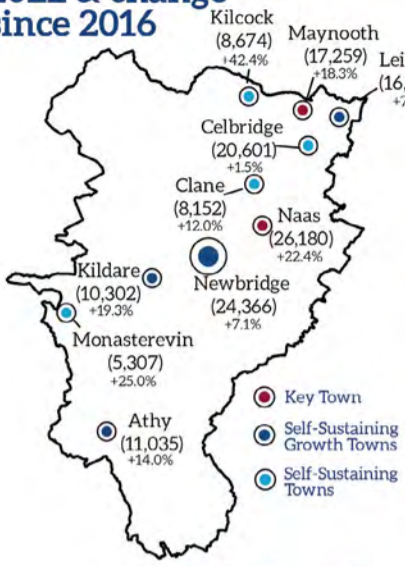 since 2016
Kilcock
(8,674)
+42.4%
Maynooth
(17,259)
+18.3%
Celbridge
(20,601)
+1.5%
Clane
(8,152)
+12.0%
Naas
(26,180)
+22.4%
Kildare
(10,302)
+19.3%
Newbridge
(24,366)
+7.1%
Monasterevin
(5,307)
+25.0%
Athy
(11,035)
+14.0%
Key Town
Self-Sustaining
Growth Towns
Self-Sustaining
Towns